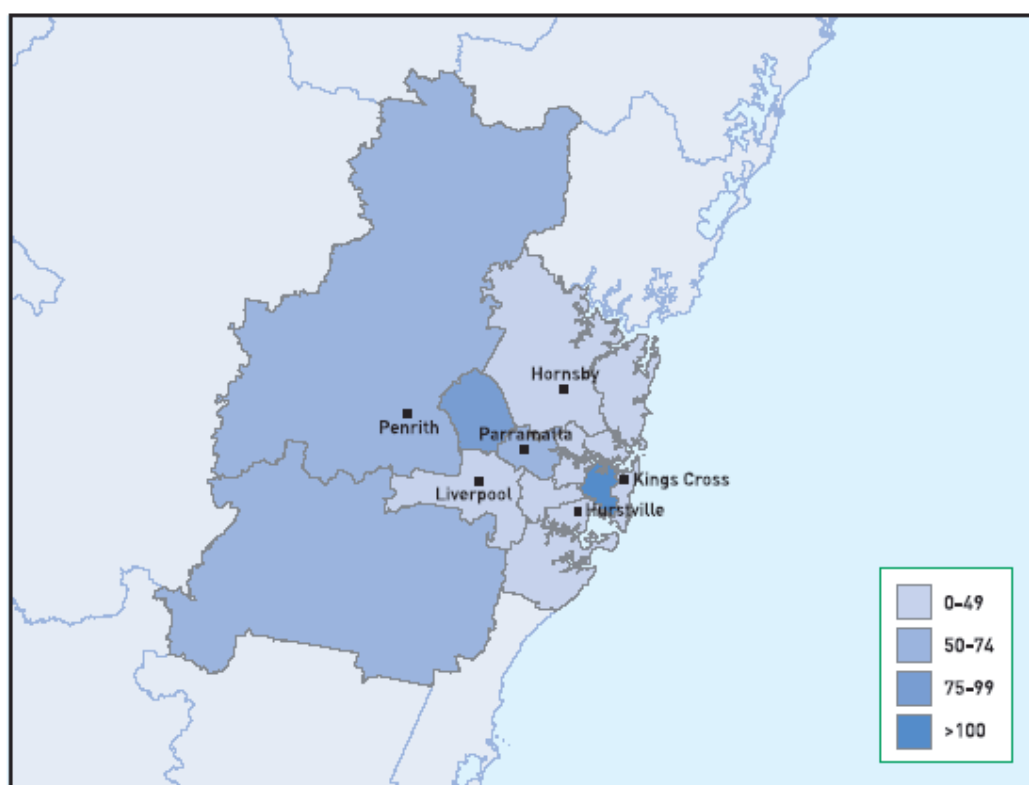 Hornsby
Penrith
Parramatta
Kings Cross
Liverpool
Hurstville
0–49
50–74
75–99
>100